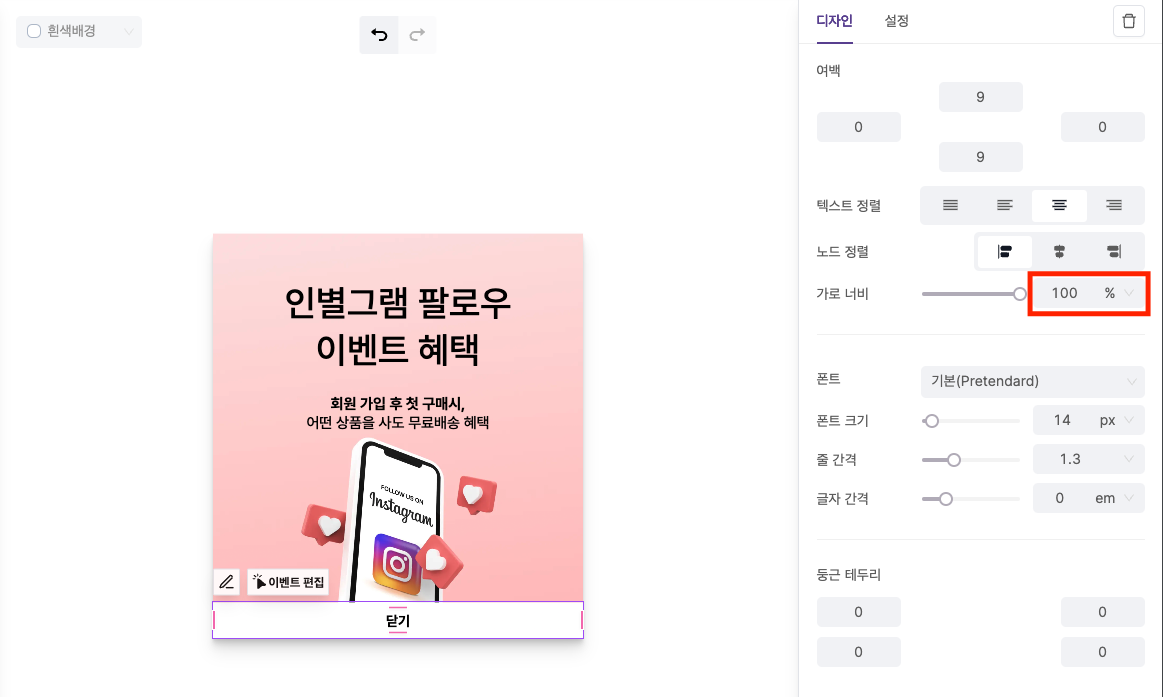 흰색배경
디자인 설정
여백
9
0 0
9
텍스트 정렬
노드 정렬
가로 너비 100 %
폰트 기본(Pretendard)
폰트 크기 14 px
줄 간격 1.3
글자 간격 0 em
둥근 테두리
0 0
0 0
인별그램 팔로우
이벤트 혜택
회원 가입 후 첫 구매시,
어떤 상품을 사도 무료배송 혜택
FOLLOW US ON
Instagram
이벤트 편집
닫기